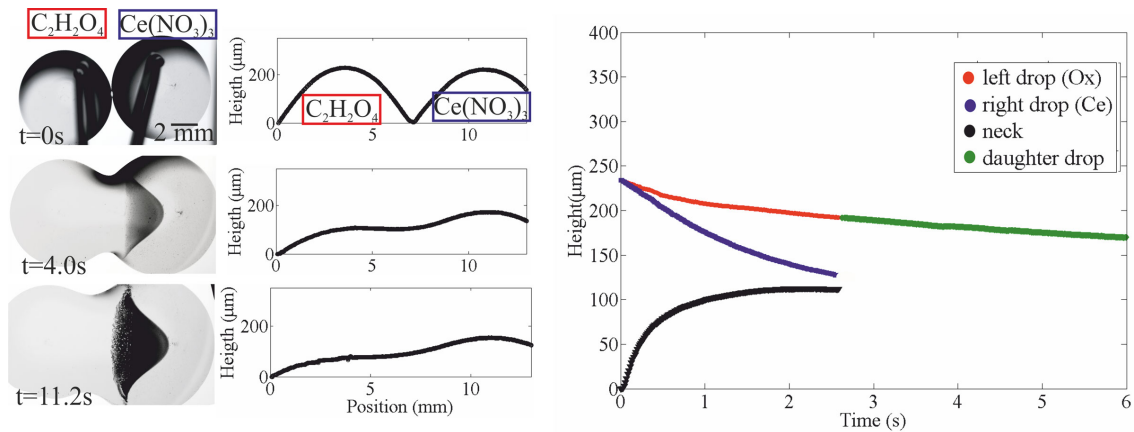 C₂H₂O₄ Ce(NO₃)₃
t=0s
2 mm
Heigth (μm)
200
0
C₂H₂O₄ Ce(NO₃)₃
0 5 10
t=4.0s
Heigth (μm)
200
0
0 5 10
t=11.2s
Heigth (μm)
200
0
0 5 10
Position (mm)
Height(μm)
400
350
300
250
200
150
100
50
0
left drop (Ox)
right drop (Ce)
neck
daughter drop
0 1 2 3 4 5 6
Time (s)